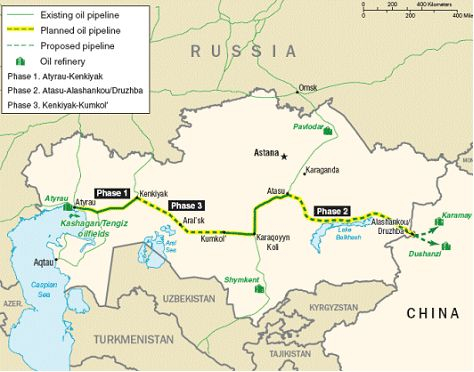 Existing oil pipeline
Planned oil pipeline
Proposed pipeline
Oil refinery
Phase 1. Atyrau-Kenkiyak
Phase 2. Atasu-Alashankou/Druzhba
Phase 3. Kenkiyak-Kumkol'
0 200 400 Kilometers
0 200 400 Miles
RUSSIA
Omsk
Pavlodar
Astana
Karaganda
Atyrau
Atyrau
Phase 1
Kenkiyak
Phase 3
Atasu
Phase 2
Kashagan/Tengiz
oilfields
Aral'sk
Kumkol'
Karaqoyyn
Koli
Lake
Balkhash
Alashankou/
Druzhba
Karamay
Dushanzi
Aqtau
Aral
Sea
Shymkent
Caspian
Sea
AZER.
UZBEKISTAN
KYRGYZSTAN
CHINA
TURKMENISTAN
TAJIKISTAN